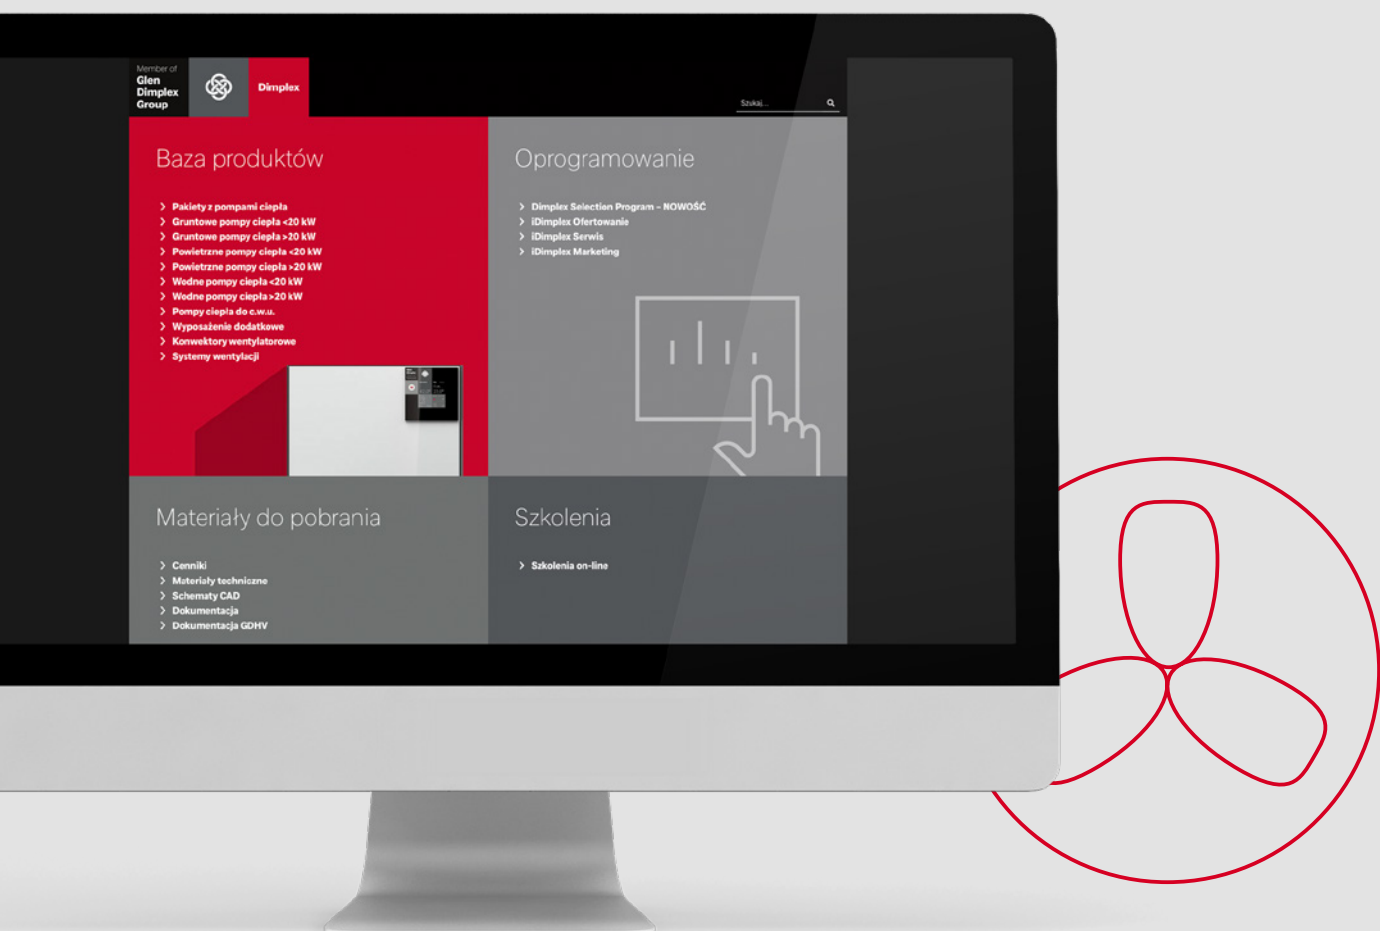 Member of
Glen
Dimplex
Group
Dimplex
Szukaj...
Baza produktów
Pakiety z pompami ciepła
Gruntowe pompy ciepła <20 kW
Gruntowe pompy ciepła >20 kW
Powietrzne pompy ciepła <20 kW
Powietrzne pompy ciepła >20 kW
Wodne pompy ciepła <20 kW
Wodne pompy ciepła >20 kW
Pompy ciepła do c.w.u.
Wyposażenie dodatkowe
Konwektory wentylatorowe
Systemy wentylacji
Oprogramowanie
Dimplex Selection Program – NOWOŚĆ
iDimplex Ofertowanie
iDimplex Serwis
iDimplex Marketing
Materiały do pobrania
Cenniki
Materiały techniczne
Schematy CAD
Dokumentacja
Dokumentacja GDHV
Szkolenia
Szkolenia on-line